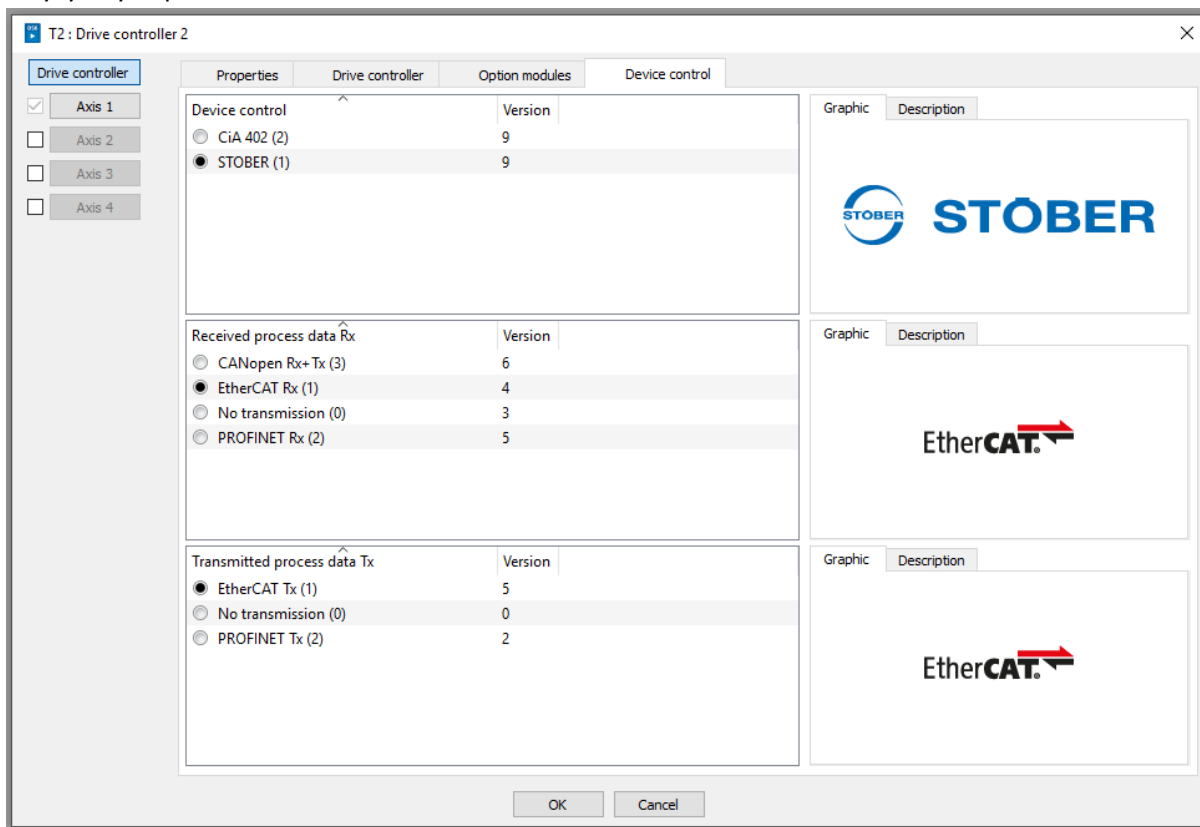 T2 : Drive controller 2
Drive controller
Properties Drive controller Option modules Device control
Axis 1
Axis 2
Axis 3
Axis 4
Device control Version
CiA 402 (2) 9
STOBER (1) 9
Graphic Description
STOBER STOBER
Received process data Rx Version
CANopen Rx+Tx (3) 6
EtherCAT Rx (1) 4
No transmission (0) 3
PROFINET Rx (2) 5
Graphic Description
EtherCAT®
Transmitted process data Tx Version
EtherCAT Tx (1) 5
No transmission (0) 0
PROFINET Tx (2) 2
Graphic Description
EtherCAT®
OK Cancel